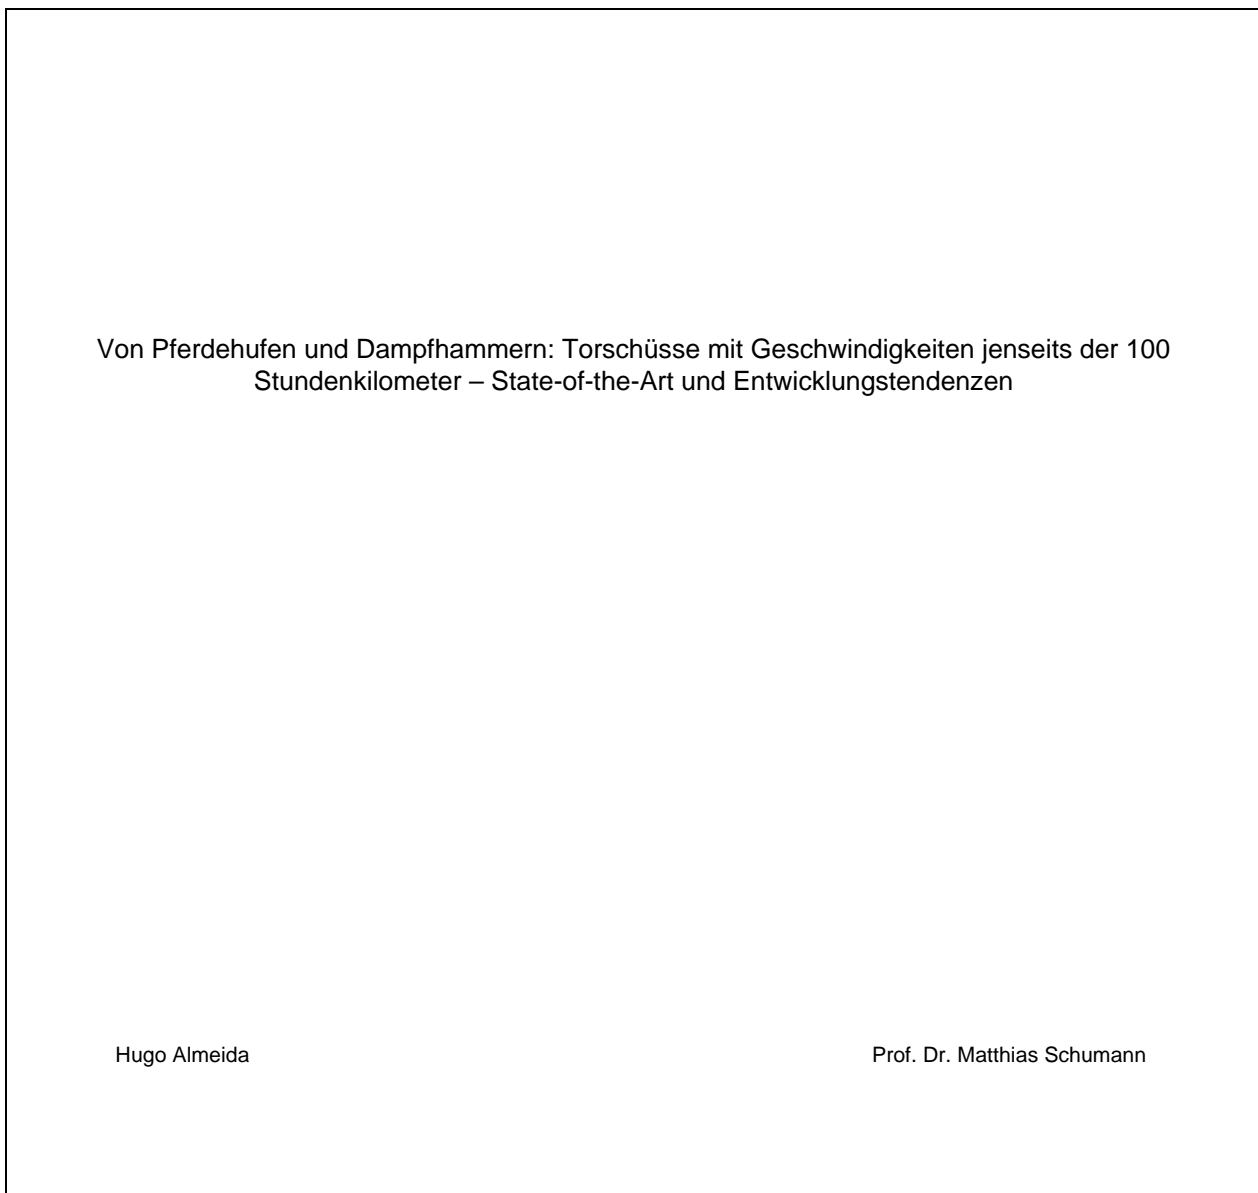 Von Pferdehufen und Dampfhammern: Torschüsse mit Geschwindigkeiten jenseits der 100
Stundenkilometer – State-of-the-Art und Entwicklungstendenzen
Hugo Almeida
Prof. Dr. Matthias Schumann